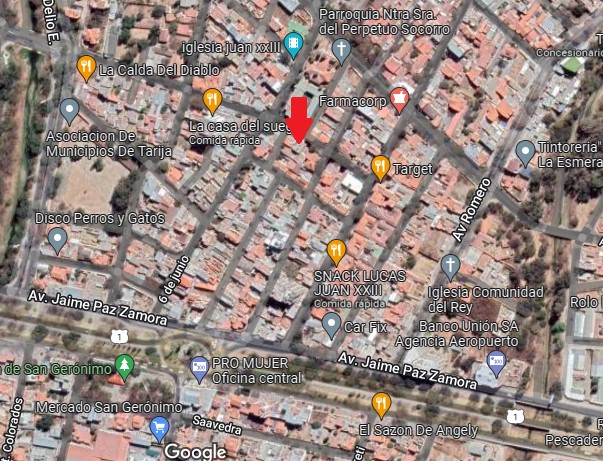 Delio E.
Parroquia Ntra Sra.
del Perpetuo Socorro
iglesia juan xxIII
Concesionario
La Calda Del Diablo
Farmacorp
La casa del sueg
Comida rápida
Asociacion De
Municipios De Tarija
Tintoreria"
La Esmera
Target
Av Romero
Disco Perros y Gatos
6 de Junio
SNACK LUCAS
JUAN XXIII
Comida rápida
Iglesia Comunidad
del Rey
Rolo
Av. Jaime Paz Zamora
Car Fix
Banco Unión SA
Agencia Aeropuerto
1
de San Gerónimo
PRO MUJER
Oficina central
Av. Jaime Paz Zamora
Mercado San Gerónimo
Colorados
Saavedra
El Sazon De Angely
1
Pescader
Google